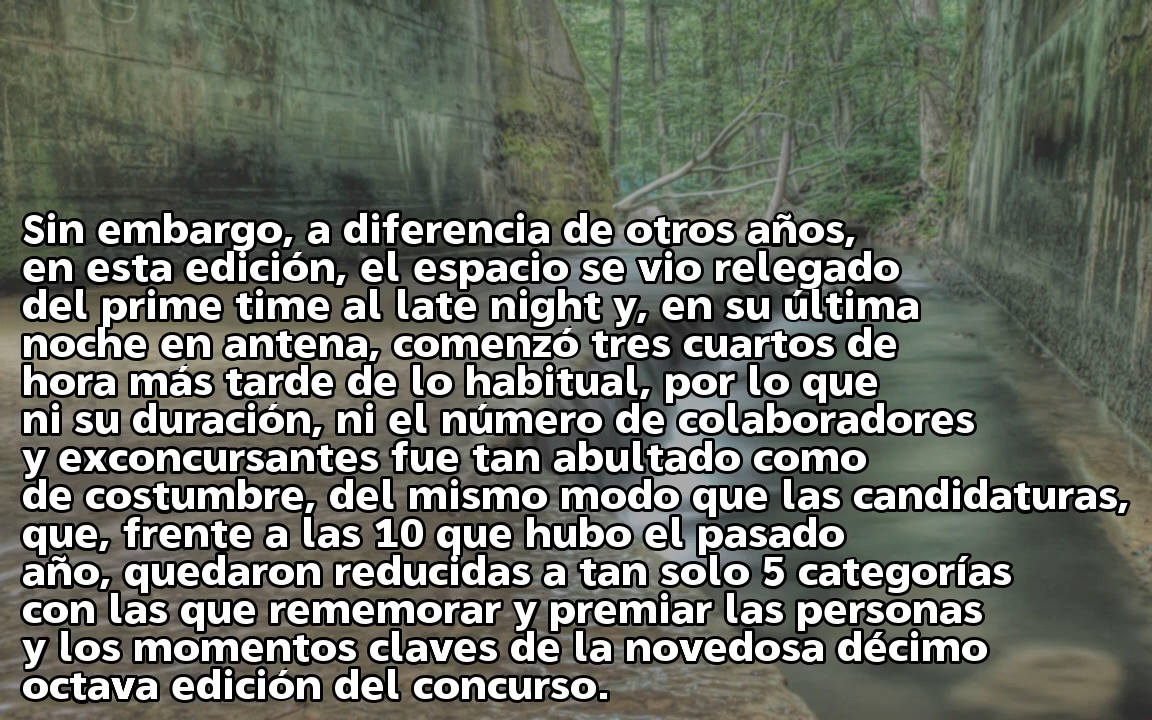 Sin embargo, a diferencia de otros años,
en esta edición, el espacio se vio relegado
del prime time al late night y, en su última
noche en antena, comenzó tres cuartos de
hora más tarde de lo habitual, por lo que
ni su duración, ni el número de colaboradores
y exconcursantes fue tan abultado como
de costumbre, del mismo modo que las candidaturas,
que, frente a las 10 que hubo el pasado
año, quedaron reducidas a tan solo 5 categorías
con las que rememorar y premiar las personas
y los momentos claves de la novedosa décimo
octava edición del concurso.